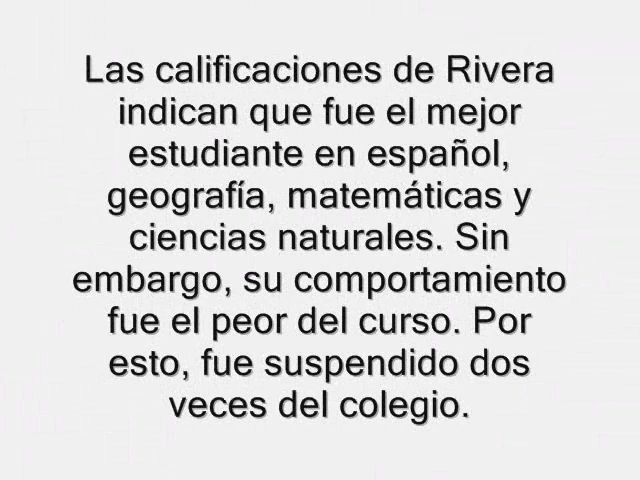 Las calificaciones de Rivera
indican que fue el mejor
estudiante en español,
geografía, matemáticas y
ciencias naturales. Sin
embargo, su comportamiento
fue el peor del curso. Por
esto, fue suspendido dos
veces del colegio.